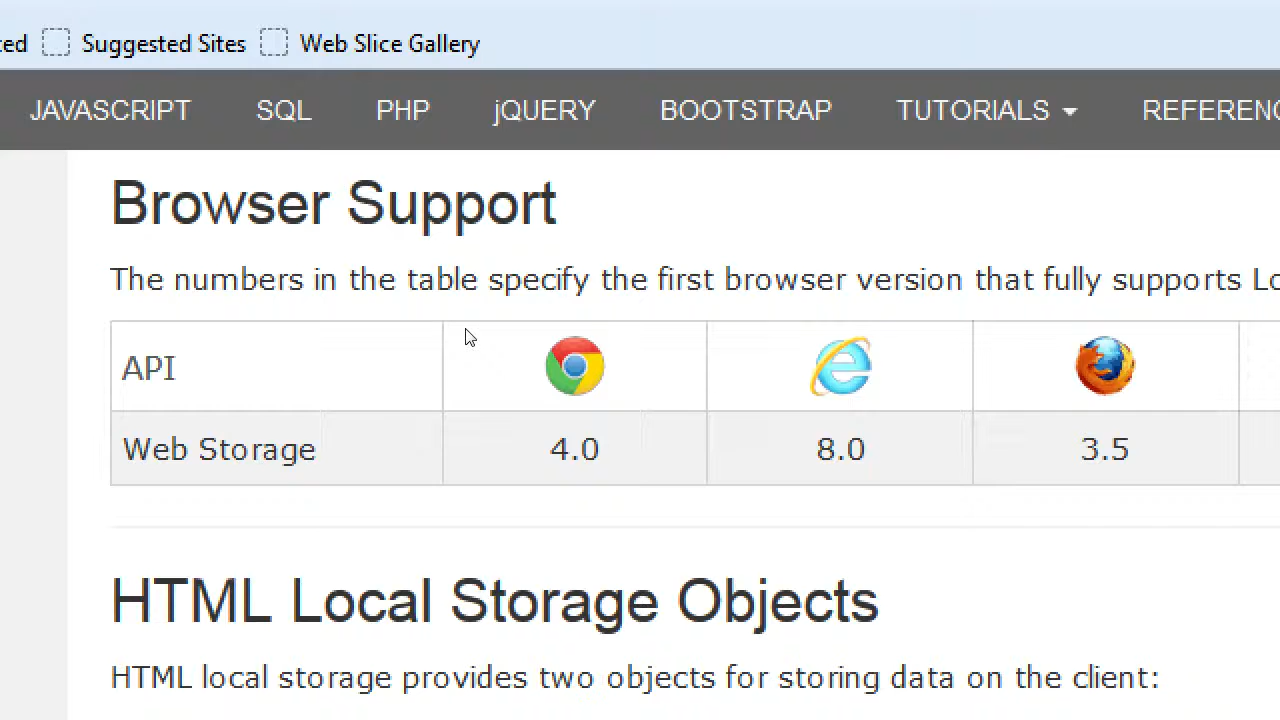 Suggested Sites Web Slice Gallery
JAVASCRIPT SQL PHP jQUERY BOOTSTRAP TUTORIALS
Browser Support
The numbers in the table specify the first browser version that fully supports
API
Web Storage 4.0 8.0 3.5
HTML Local Storage Objects
HTML local storage provides two objects for storing data on the client: